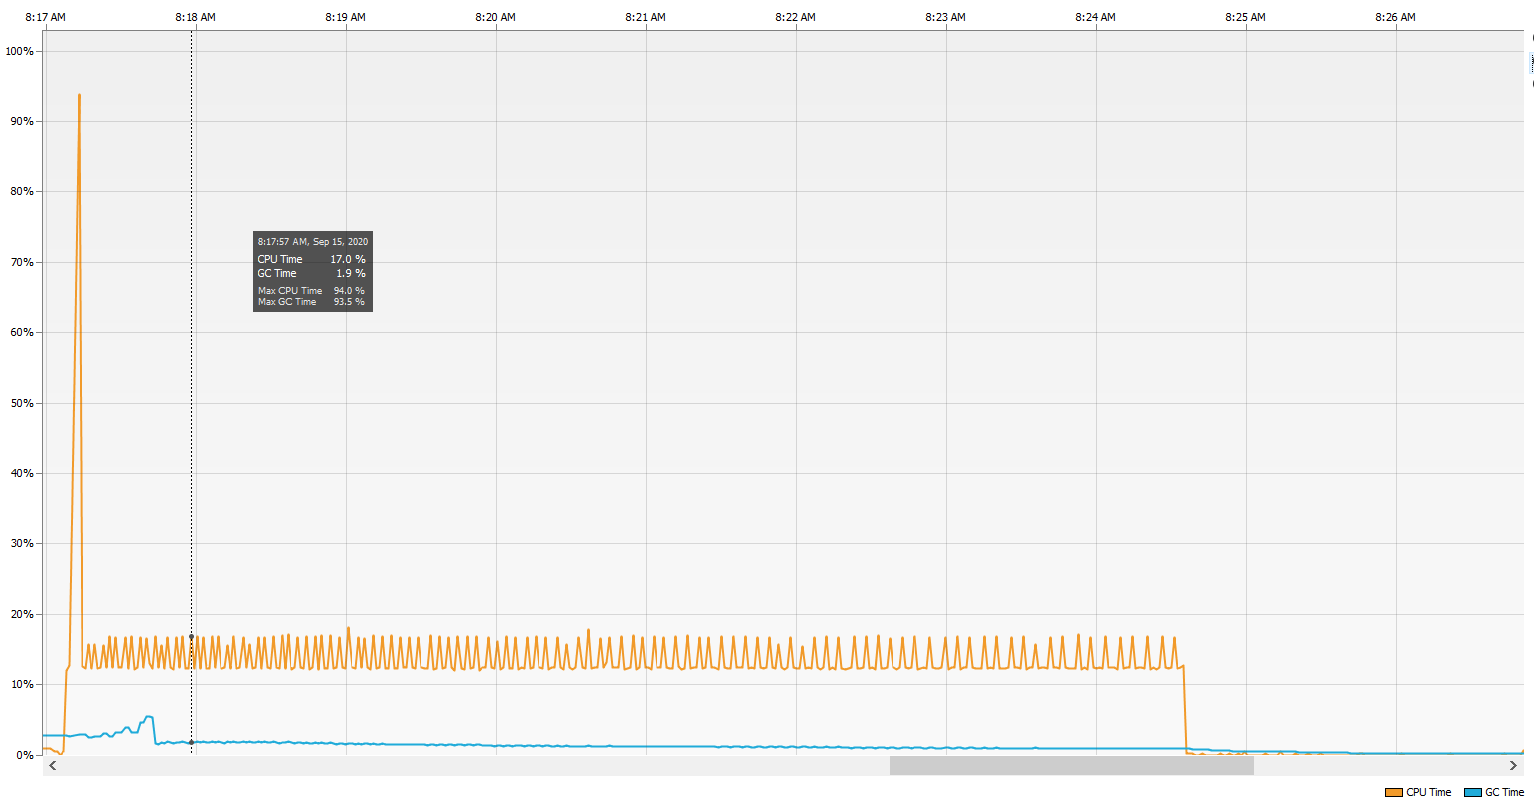 8:17 AM 8:18 AM 8:19 AM 8:20 AM 8:21 AM 8:22 AM 8:23 AM 8:24 AM 8:25 AM 8:26 AM
100%
90%
80%
8:17:57 AM, Sep 15, 2020
70%
CPU Time 17.0 %
GC Time 1.9 %
Max CPU Time 94.0 %
Max GC Time 93.5 %
60%
50%
40%
30%
20%
10%
0%
CPU Time GC Time